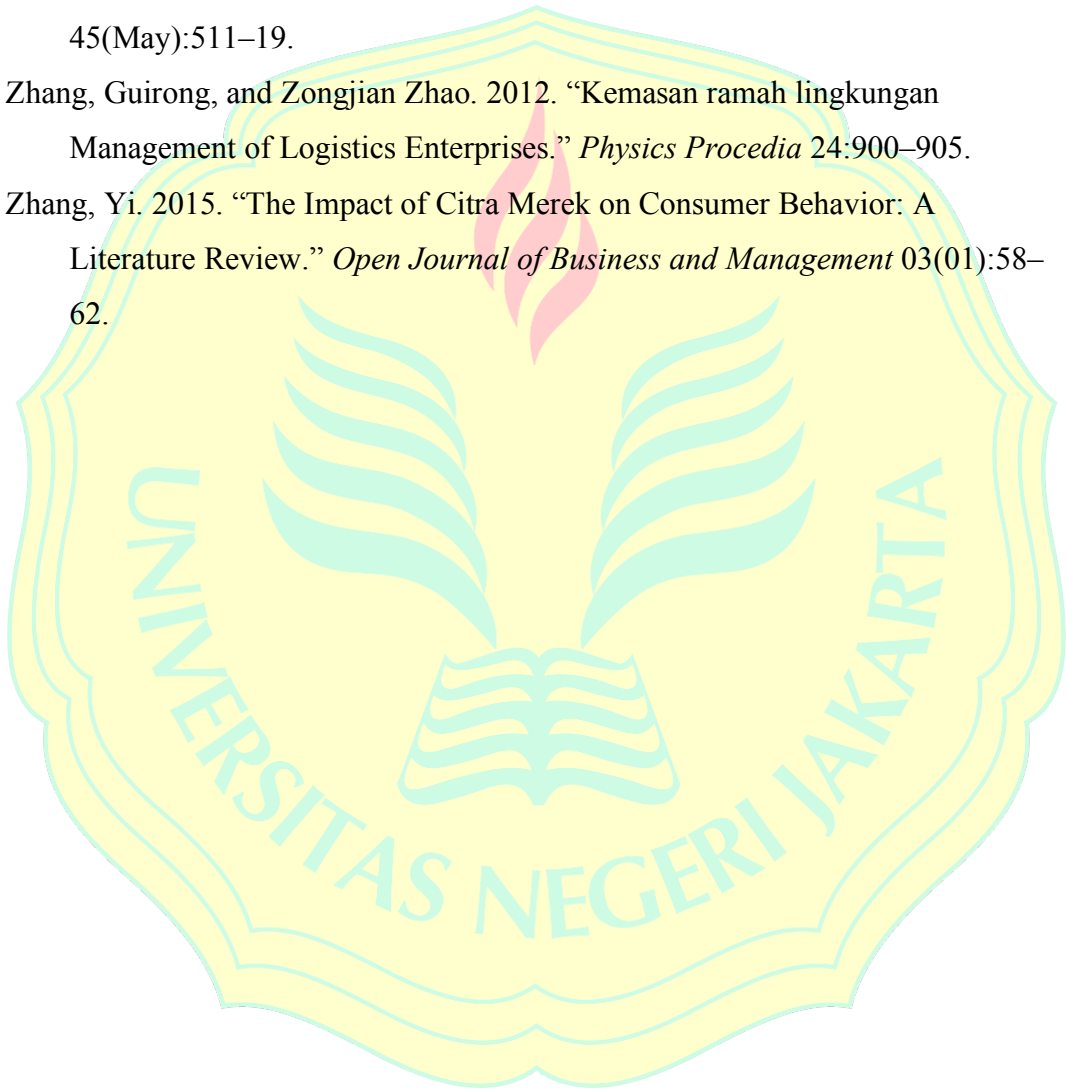 45(May):511–19.
Zhang, Guirong, and Zongjian Zhao. 2012. “Kemasan ramah lingkungan
Management of Logistics Enterprises.” Physics Procedia 24:900–905.
Zhang, Yi. 2015. “The Impact of Citra Merek on Consumer Behavior: A
Literature Review.” Open Journal of Business and Management 03(01):58–
62.
UNIVERSITAS NEGERI JAKARTA